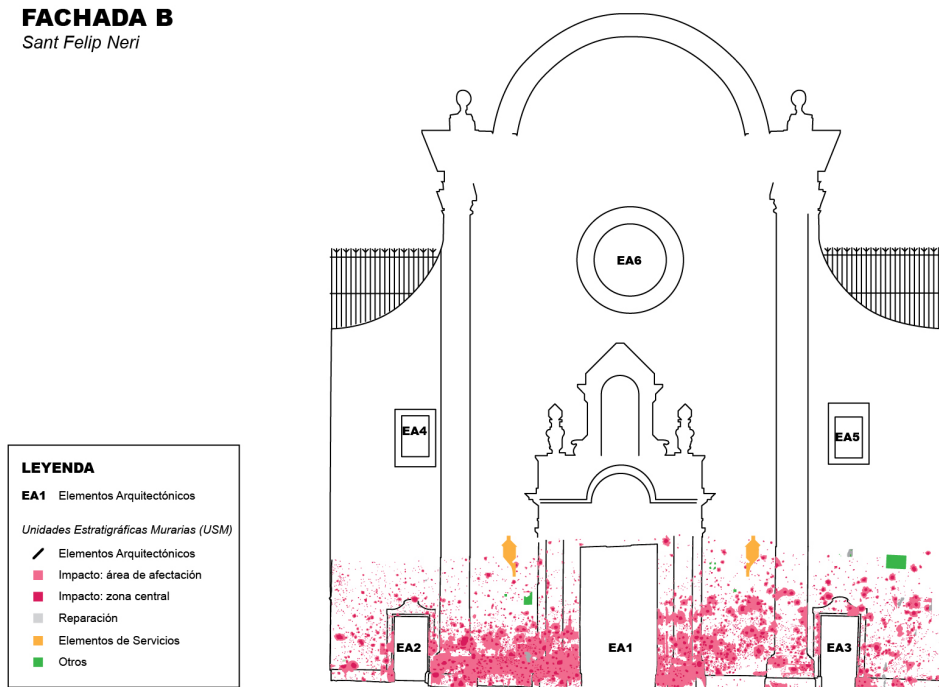 FACHADA B
Sant Felip Neri
EA6
EA4
EA5
LEYENDA
EA1 Elementos Arquitectónicos
Unidades Estratigráficas Murarias (USM)
Elementos Arquitectónicos
Impacto: área de afectación
Impacto: zona central
Reparación
Elementos de Servicios
Otros
EA2
EA1
EA3